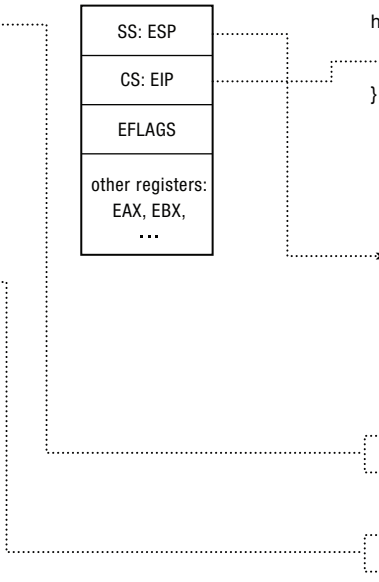 SS: ESP
h
CS: EIP
}
EFLAGS
other registers:
EAX, EBX,
...